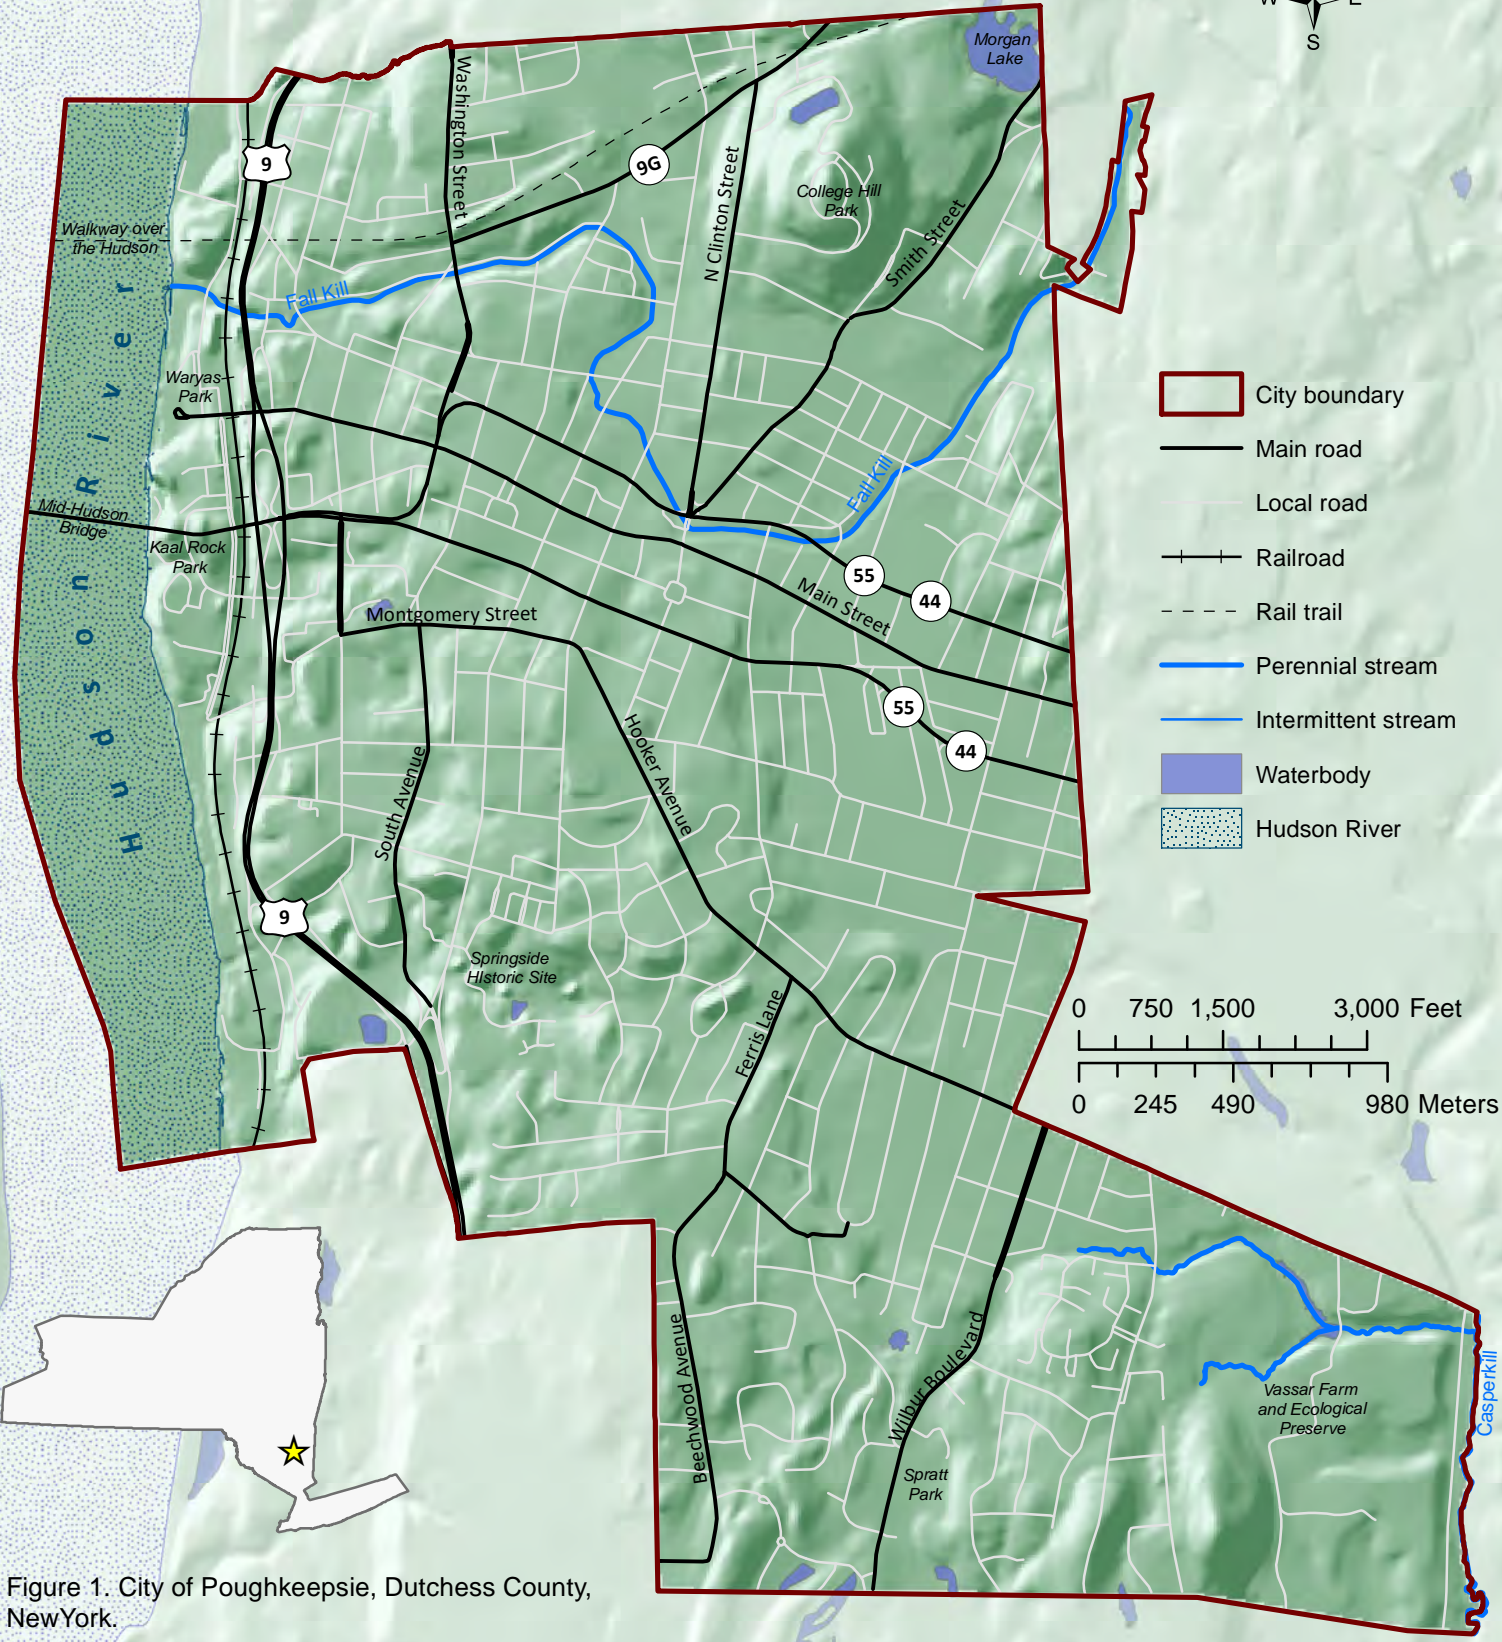 W E
S
Morgan
Lake
Washington Street
9
9G
N Clinton Street
College Hill
Park
Smith Street
Walkway over
the Hudson
Fall Kill
Waryas
Park
Hudson River
Mid-Hudson
Bridge
Kaal Rock
Park
Fall Kill
55
44
Main Street
Montgomery Street
55
44
Hooker Avenue
South Avenue
9
Springside
HIstoric Site
Ferris Lane
City boundary
Main road
Local road
Railroad
Rail trail
Perennial stream
Intermittent stream
Waterbody
Hudson River
0 750 1,500 3,000 Feet
0 245 490 980 Meters
Beechwood Avenue
Wilbur Boulevard
Spratt
Park
Vassar Farm
and Ecological
Preserve
Casperkill
Figure 1. City of Poughkeepsie, Dutchess County,
NewYork.